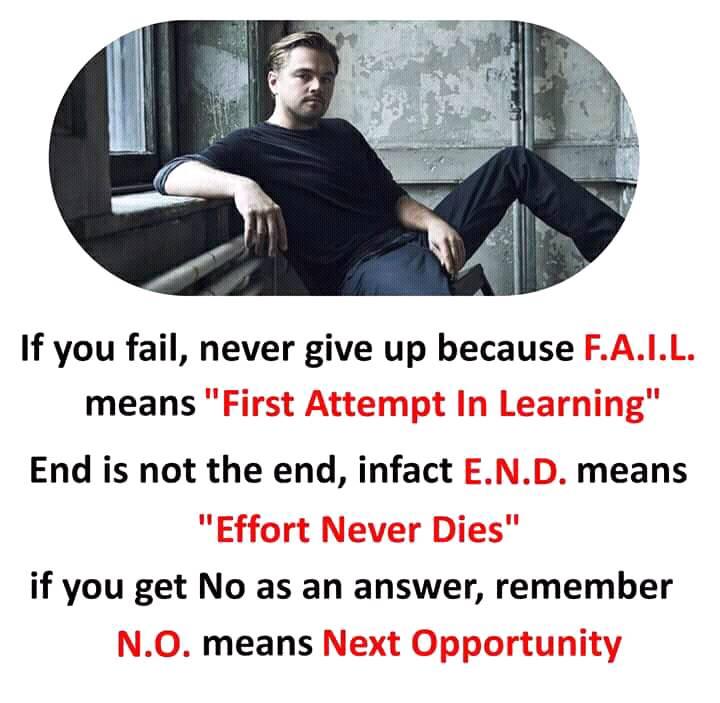 If you fail, never give up because F.A.I.L.
means "First Attempt In Learning"
End is not the end, infact E.N.D. means
"Effort Never Dies"
if you get No as an answer, remember
N.O. means Next Opportunity